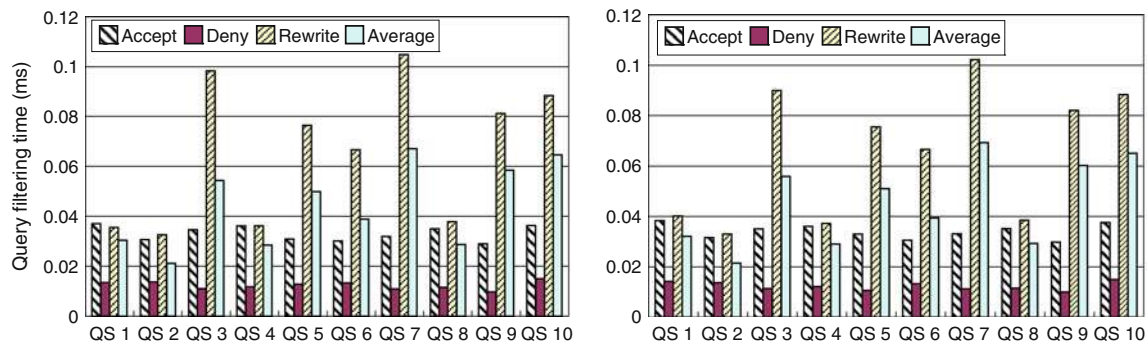 Query filtering time (ms)
0.12
0.1
0.08
0.06
0.04
0.02
0
Accept Deny Rewrite Average
QS 1 QS 2 QS 3 QS 4 QS 5 QS 6 QS 7 QS 8 QS 9 QS 10
0.12
0.1
0.08
0.06
0.04
0.02
0
Accept Deny Rewrite Average
QS 1 QS 2 QS 3 QS 4 QS 5 QS 6 QS 7 QS 8 QS 9 QS 10